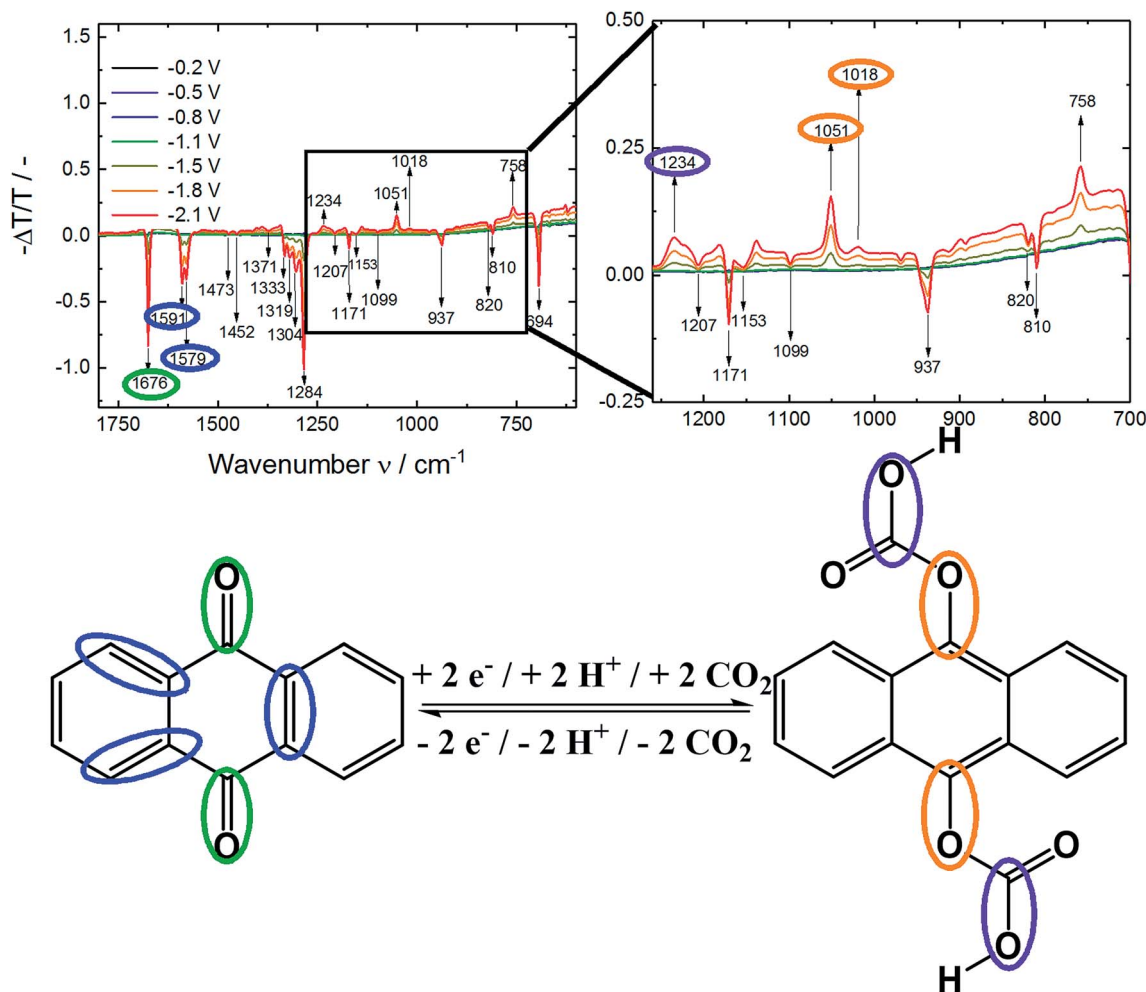 -ΔT/T / -
1.5
1.0
0.5
0.0
-0.5
-1.0
-0.2 V
-0.5 V
-0.8 V
-1.1 V
-1.5 V
-1.8 V
-2.1 V
1018
1234
1051
758
1676
1591
1579
1473
1452
1371
1333
1319
1304
1284
1207
1171
1153
1099
937
820
810
694
1750
1500
1250
1000
750
Wavenumber ν / cm⁻¹
0.50
0.25
0.00
-0.25
1018
1051
1234
758
1207
1171
1153
1099
937
820
810
1200
1100
1000
900
800
700
O
O
+ 2 e⁻ / + 2 H⁺ / + 2 CO₂
- 2 e⁻ / - 2 H⁺ / - 2 CO₂
H
O
O
O
O
O
H
O